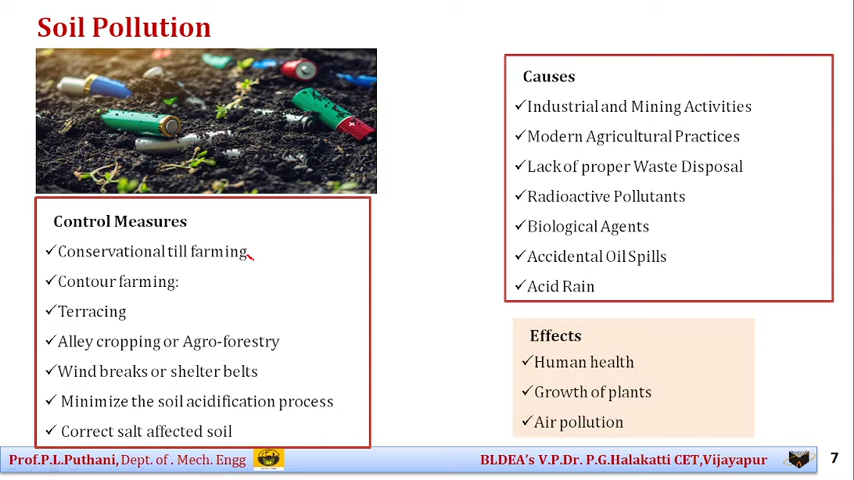 Soil Pollution
Control Measures
✓Conservational till farming
✓Contour farming:
✓Terracing
✓Alley cropping or Agro-forestry
✓Wind breaks or shelter belts
✓ Minimize the soil acidification process
✓ Correct salt affected soil
Causes
✓Industrial and Mining Activities
✓Modern Agricultural Practices
✓Lack of proper Waste Disposal
✓Radioactive Pollutants
✓Biological Agents
✓Accidental Oil Spills
✓Acid Rain
Effects
✓Human health
✓Growth of plants
✓Air pollution
Prof.P.L.Puthani, Dept. of . Mech. Engg
BLDEA's V.P.Dr. P.G.Halakatti CET,Vijayapur
7